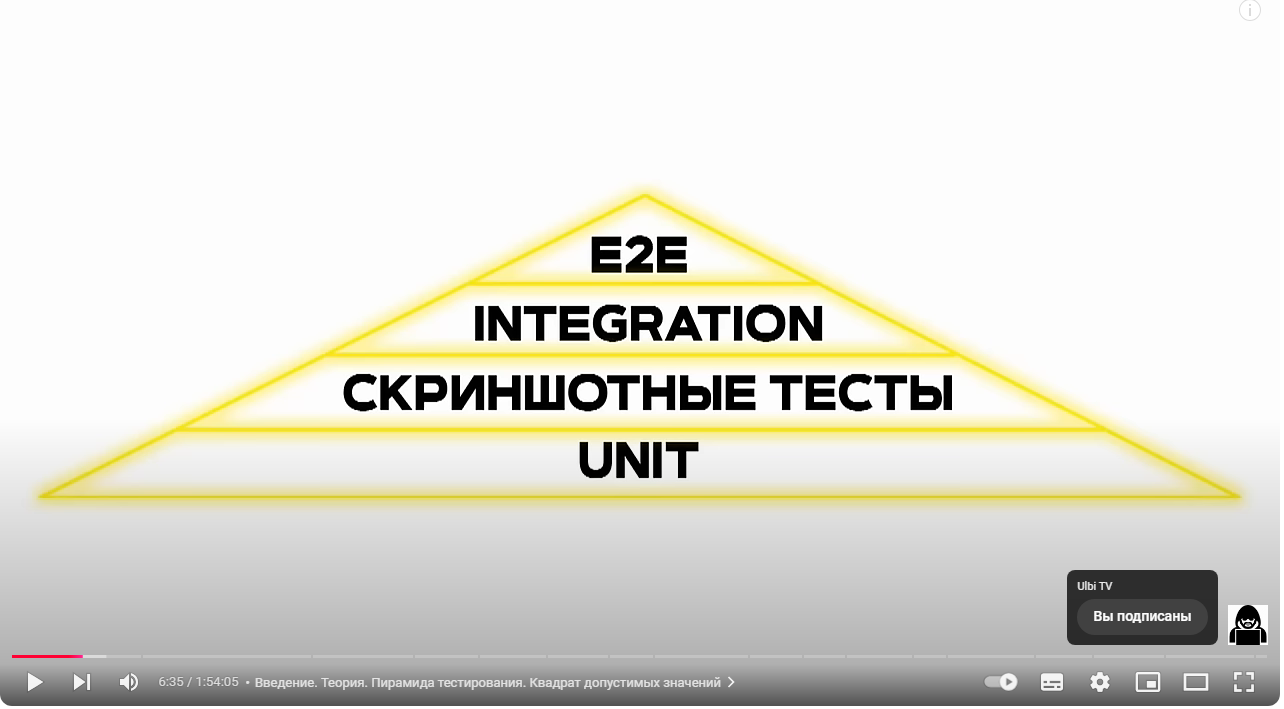 E2E
INTEGRATION
СКРИНШОТНЫЕ ТЕСТЫ
UNIT
Ulbi TV
Вы подписаны
6:35 / 1:54:05 • Введение. Теория. Пирамида тестирования. Квадрат допустимых значений